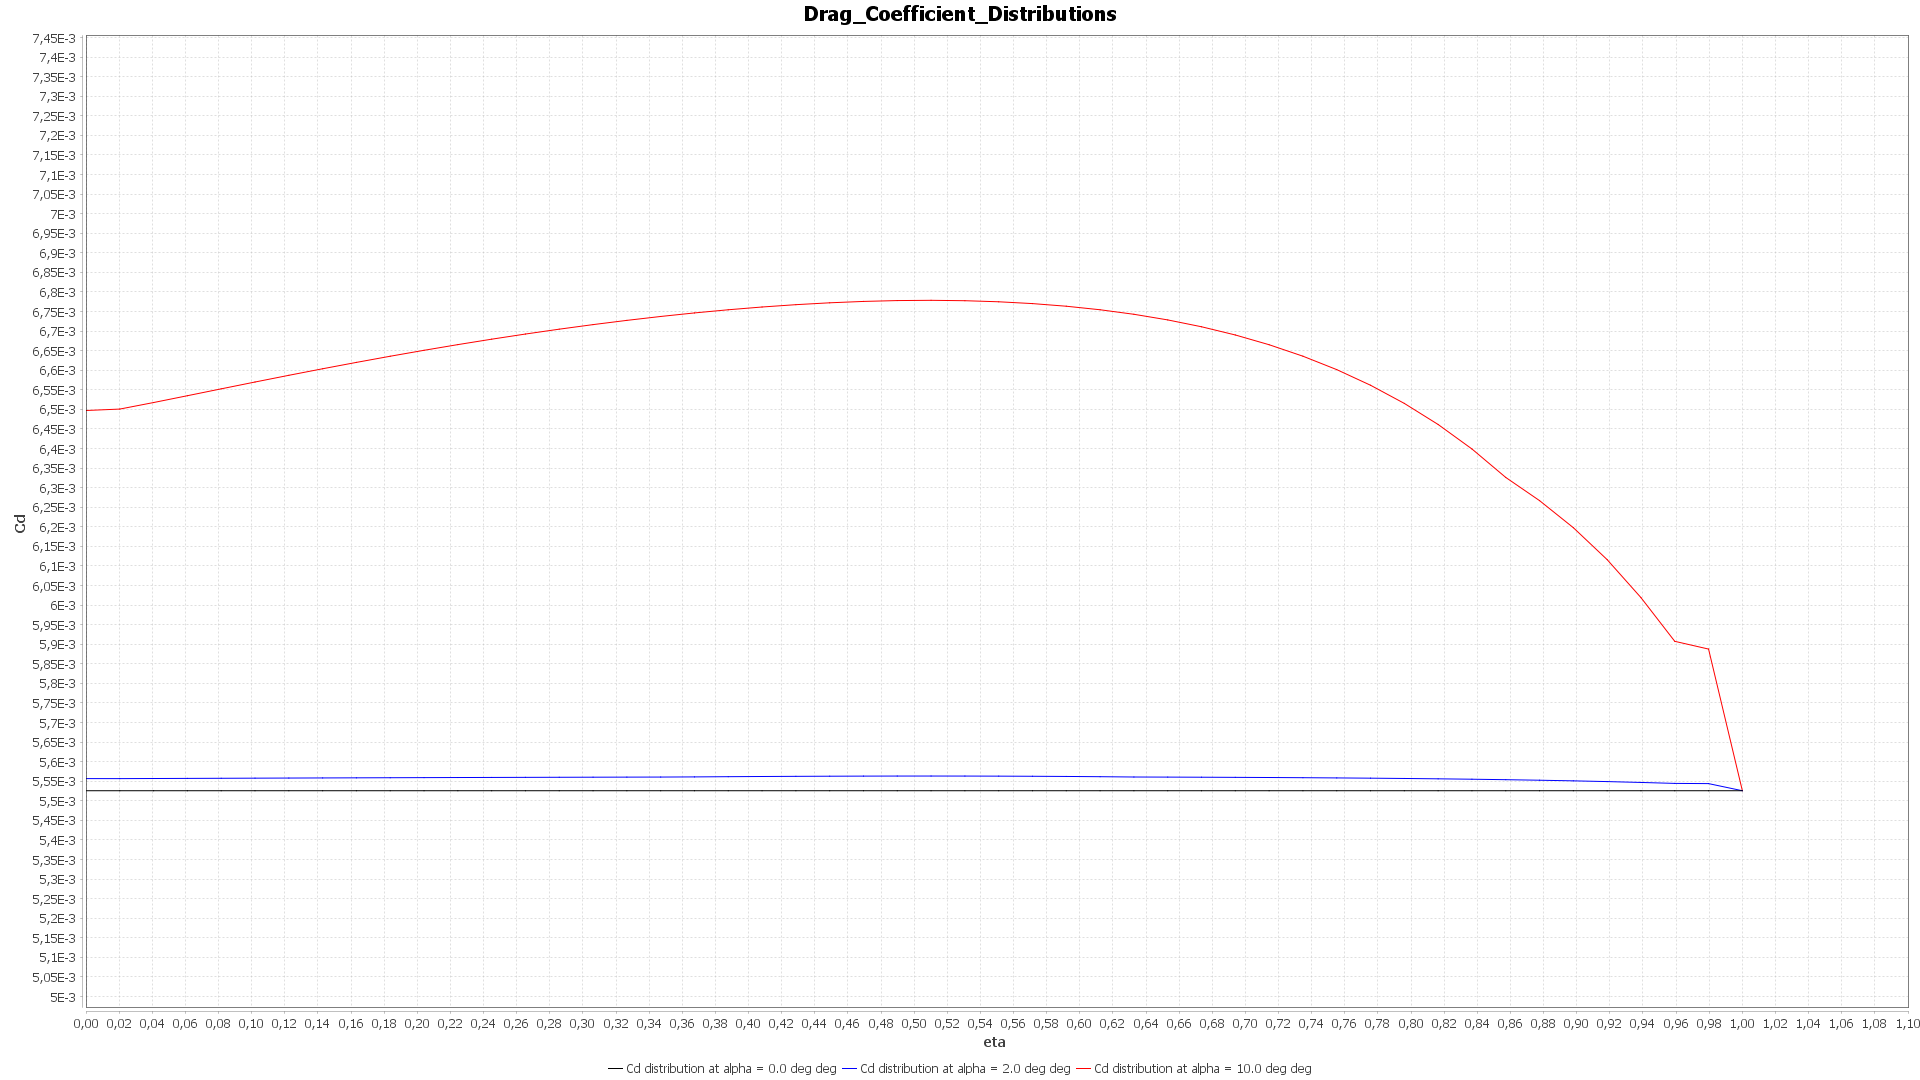 Drag_Coefficient_Distributions
7,45E-3
7,4E-3
7,35E-3
7,3E-3
7,25E-3
7,2E-3
7,15E-3
7,1E-3
7,05E-3
7E-3
6,95E-3
6,9E-3
6,85E-3
6,8E-3
6,75E-3
6,7E-3
6,65E-3
6,6E-3
6,55E-3
6,5E-3
6,45E-3
6,4E-3
6,35E-3
6,3E-3
6,25E-3
6,2E-3
6,15E-3
6,1E-3
6,05E-3
6E-3
5,95E-3
5,9E-3
5,85E-3
5,8E-3
5,75E-3
5,7E-3
5,65E-3
5,6E-3
5,55E-3
5,5E-3
5,45E-3
5,4E-3
5,35E-3
5,3E-3
5,25E-3
5,2E-3
5,15E-3
5,1E-3
5,05E-3
5E-3
Cd
0,00 0,02 0,04 0,06 0,08 0,10 0,12 0,14 0,16 0,18 0,20 0,22 0,24 0,26 0,28 0,30 0,32 0,34 0,36 0,38 0,40 0,42 0,44 0,46 0,48 0,50 0,52 0,54 0,56 0,58 0,60 0,62 0,64 0,66 0,68 0,70 0,72 0,74 0,76 0,78 0,80 0,82 0,84 0,86 0,88 0,90 0,92 0,94 0,96 0,98 1,00 1,02 1,04 1,06 1,08 1,10
eta
Cd distribution at alpha = 0.0 deg deg Cd distribution at alpha = 2.0 deg deg Cd distribution at alpha = 10.0 deg deg